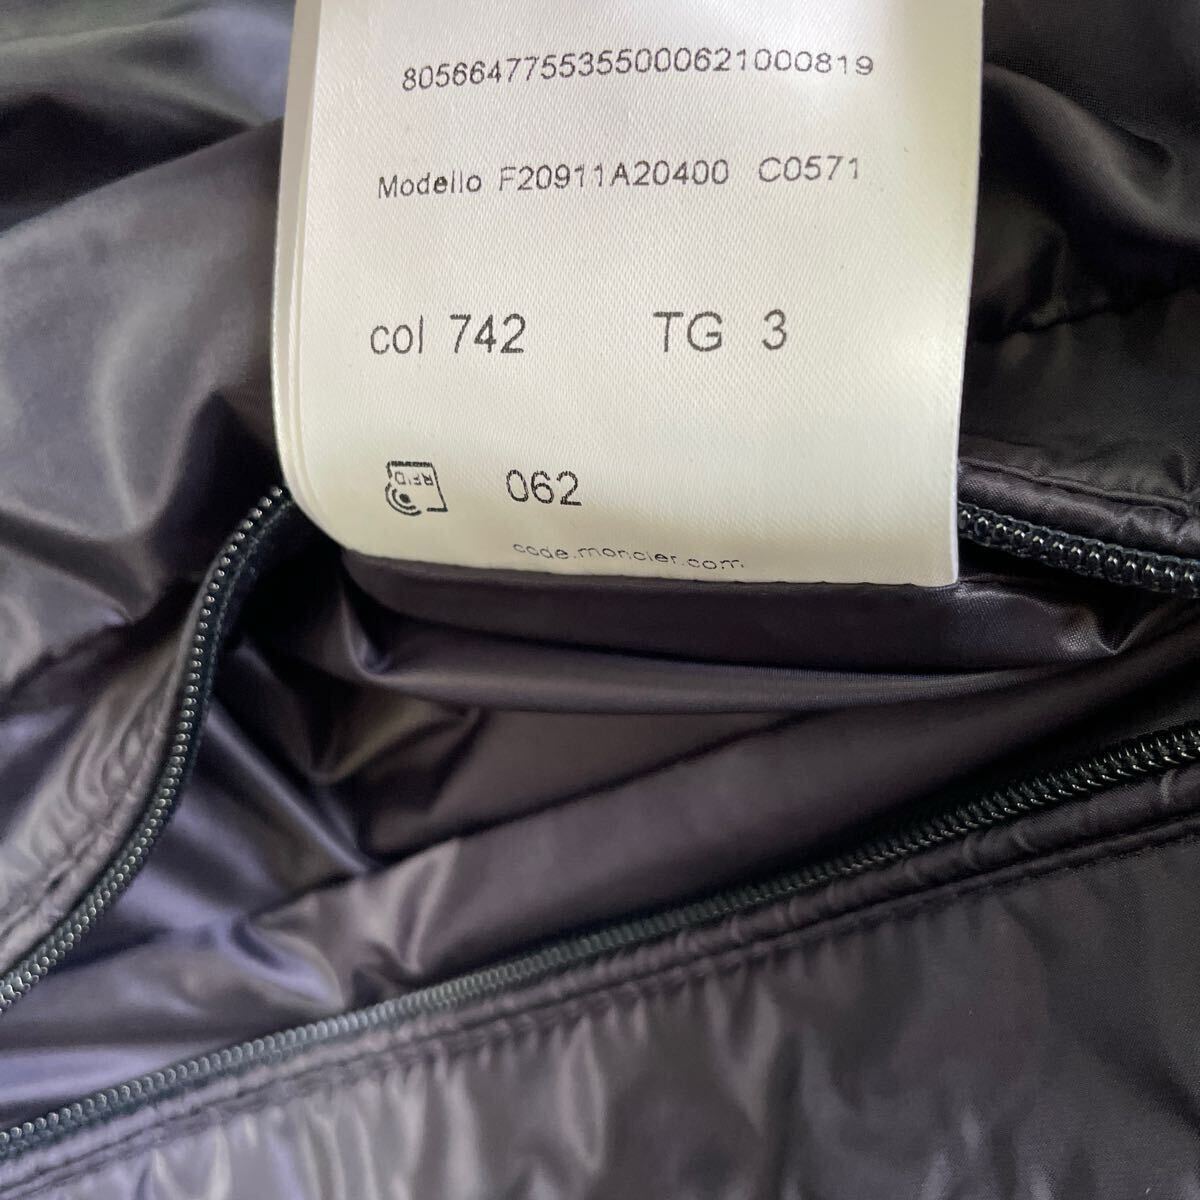 8056647755355000621000819
Modello F20911A20400 C0571
col 742 TG 3
RFID
062
code.moncler.com